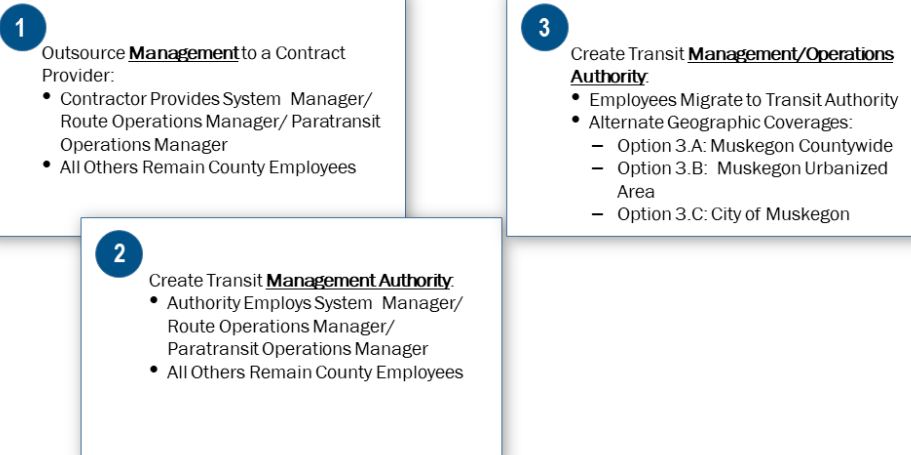 1
Outsource Management to a Contract
Provider:
• Contractor Provides System Manager/
Route Operations Manager/ Paratransit
Operations Manager
• All Others Remain County Employees
2
Create Transit Management Authority:
• Authority Employs System Manager/
Route Operations Manager/
Paratransit Operations Manager
• All Others Remain County Employees
3
Create Transit Management/Operations
Authority:
• Employees Migrate to Transit Authority
• Alternate Geographic Coverages:
– Option 3.A: Muskegon Countywide
– Option 3.B: Muskegon Urbanized
Area
– Option 3.C: City of Muskegon